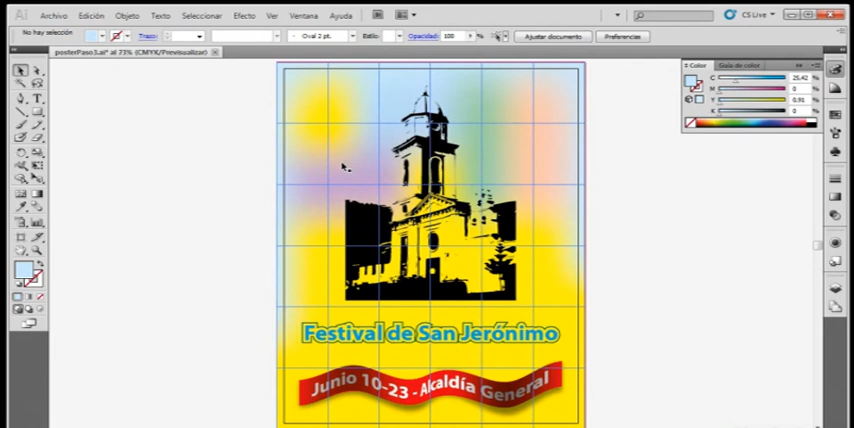 Ai Archivo Edición Objeto Texto Seleccionar Efecto Ver Ventana Ayuda CS Live
No hay selección Trazo: Oval 2 pt. Estilo: Opacidad: 100 % Ajustar documento Preferencias
posterPaso3.ai* al 73% (CMYK/Previsualizar)
Color Guía de color
C 25,42 %
M 0 %
Y 0,91 %
K 0 %
Festival de San Jerónimo
Junio 10-23 - Alcaldía General